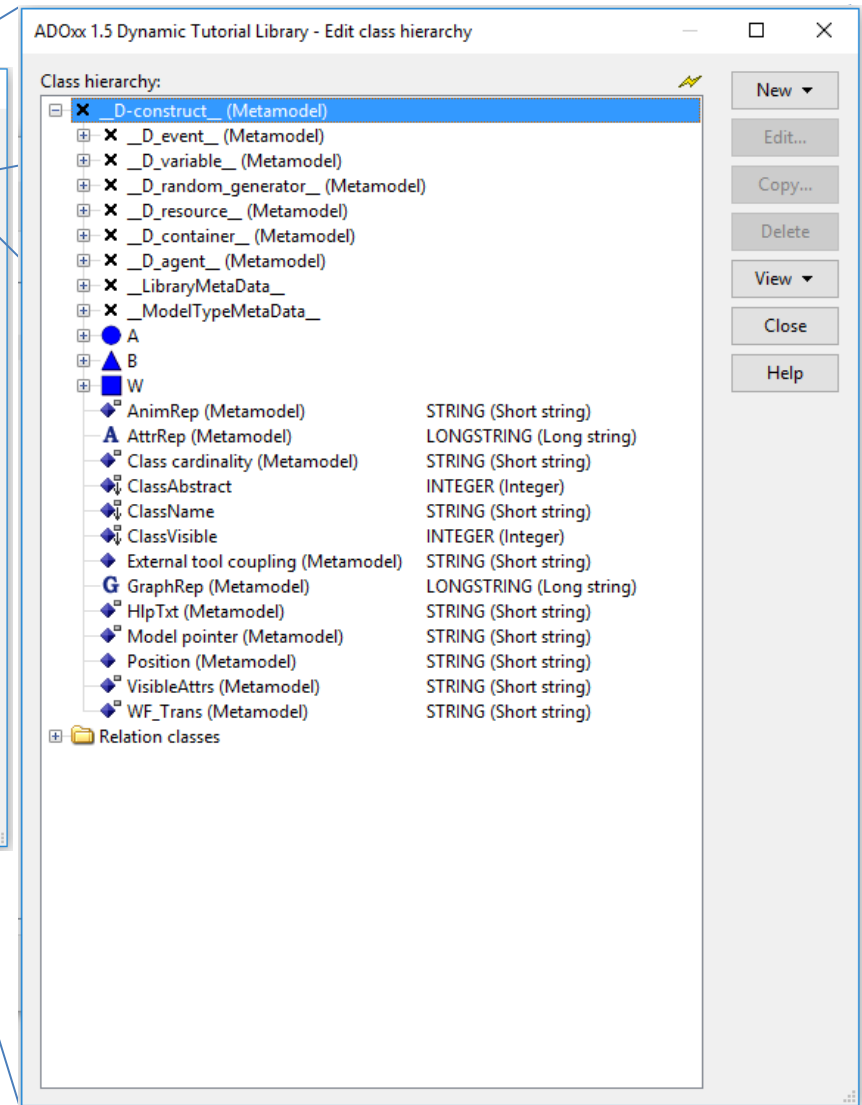 ADOxx 1.5 Dynamic Tutorial Library - Edit class hierarchy
Class hierarchy:
__D-construct__ (Metamodel)
__D_event__ (Metamodel)
__D_variable__ (Metamodel)
__D_random_generator__ (Metamodel)
__D_resource__ (Metamodel)
__D_container__ (Metamodel)
__D_agent__ (Metamodel)
__LibraryMetaData__
__ModelTypeMetaData__
A
B
W
AnimRep (Metamodel) STRING (Short string)
A AttrRep (Metamodel) LONGSTRING (Long string)
Class cardinality (Metamodel) STRING (Short string)
ClassAbstract INTEGER (Integer)
ClassName STRING (Short string)
ClassVisible INTEGER (Integer)
External tool coupling (Metamodel) STRING (Short string)
G GraphRep (Metamodel) LONGSTRING (Long string)
HlpTxt (Metamodel) STRING (Short string)
Model pointer (Metamodel) STRING (Short string)
Position (Metamodel) STRING (Short string)
VisibleAttrs (Metamodel) STRING (Short string)
WF_Trans (Metamodel) STRING (Short string)
Relation classes
New
Edit...
Copy...
Delete
View
Close
Help